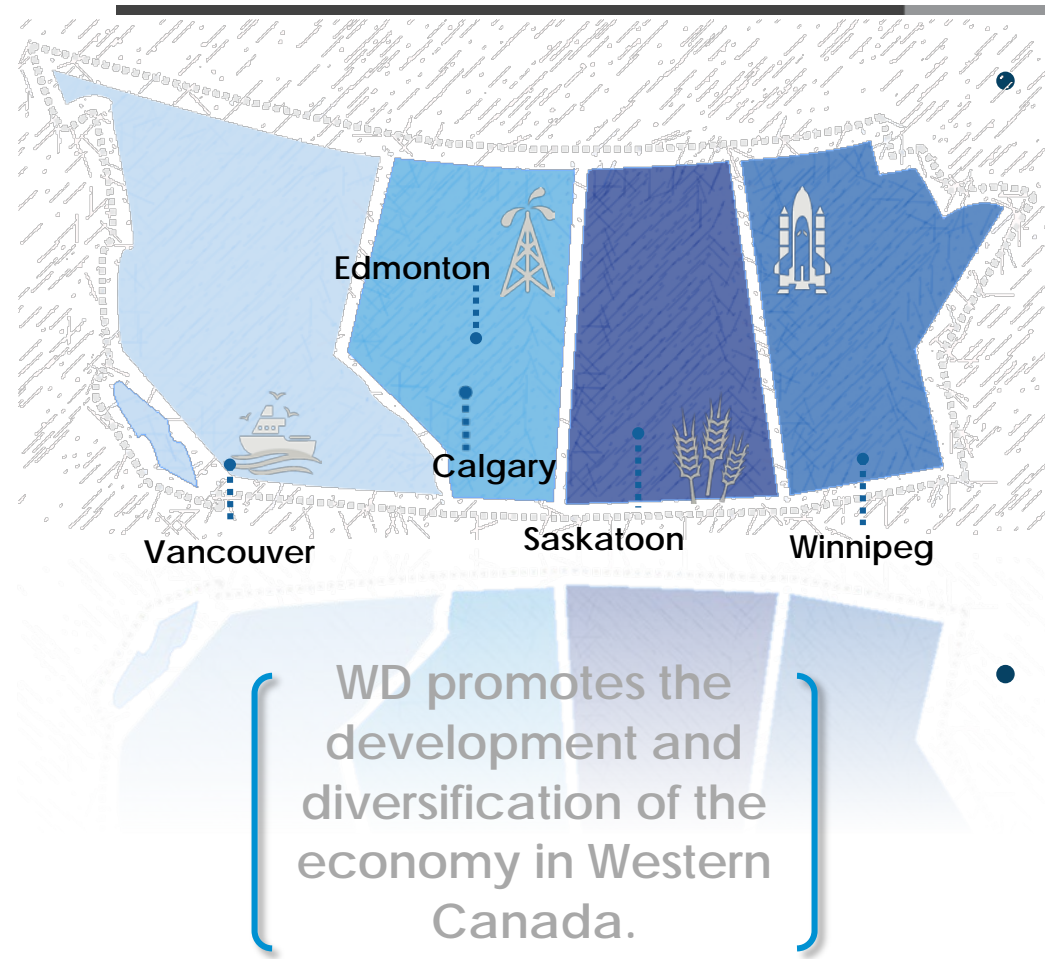 Edmonton
Calgary
Vancouver
Saskatoon
Winnipeg
WD promotes the
development and
diversification of the
economy in Western
Canada.